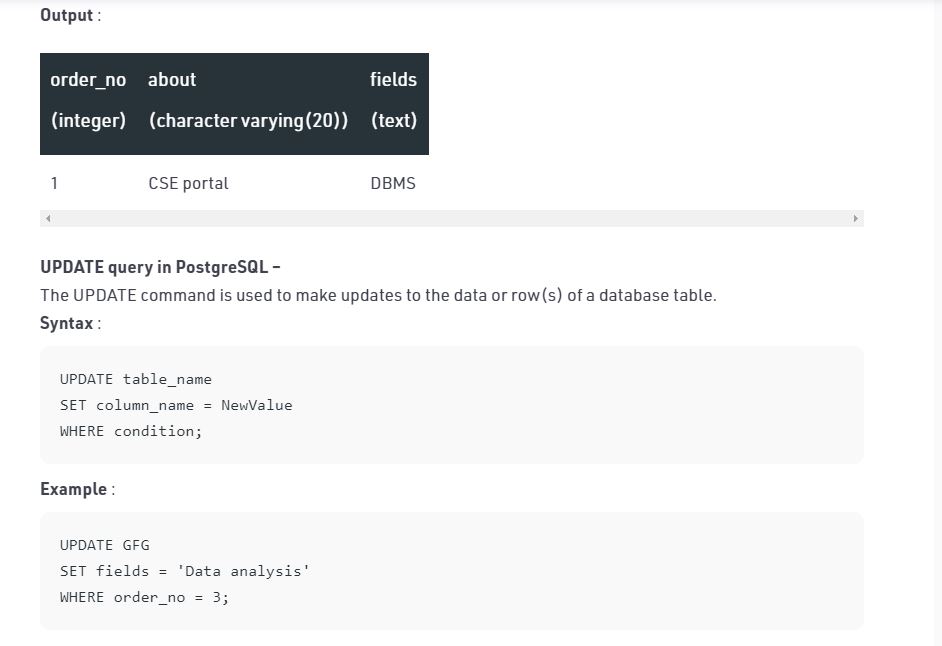 Output :
order_no about fields
(integer) (character varying(20)) (text)
1 CSE portal DBMS
UPDATE query in PostgreSQL –
The UPDATE command is used to make updates to the data or row(s) of a database table.
Syntax :
UPDATE table_name
SET column_name = NewValue
WHERE condition;
Example :
UPDATE GFG
SET fields = 'Data analysis'
WHERE order_no = 3;